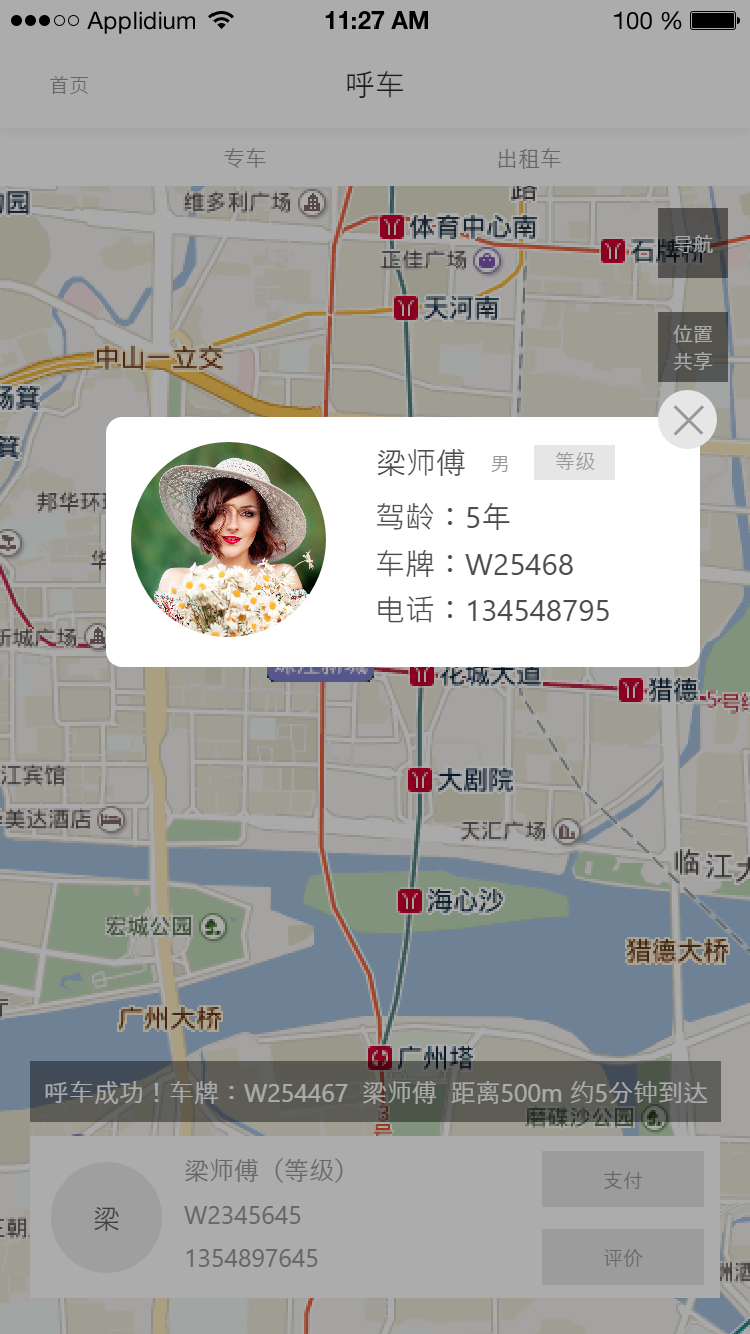 Applidium 11:27 AM 100 %
首页 呼车
专车 出租车
维多利广场
路
体育中心南
正佳广场
导航
天河南
位置
共享
中山一立交
梁师傅 男 等级
驾龄：5年
车牌：W25468
电话：134548795
邦华环
华
新城广场
花城大道
猎德
5号
大剧院
江宾馆
美达酒店
天汇广场
临江大
海心沙
宏城公园
猎德大桥
广州大桥
广州塔
呼车成功！车牌：W254467 梁师傅 距离500m 约5分钟到达
磨碟沙公园
3
号
梁
梁师傅（等级）
W2345645
1354897645
支付
评价